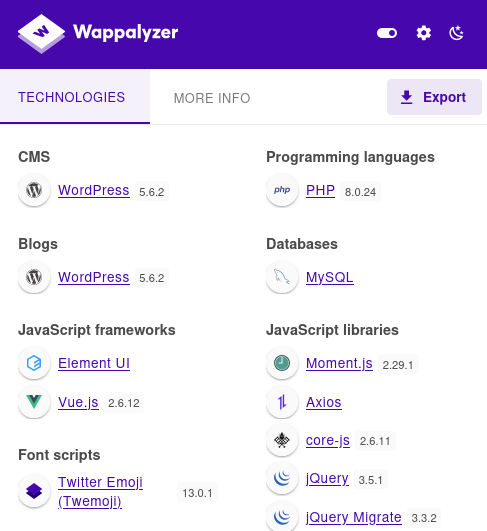 Wappalyzer
TECHNOLOGIES
MORE INFO
Export
CMS
WordPress 5.6.2
Blogs
WordPress 5.6.2
JavaScript frameworks
Element UI
Vue.js 2.6.12
Font scripts
Twitter Emoji
(Twemoji) 13.0.1
Programming languages
php PHP 8.0.24
Databases
MySQL
JavaScript libraries
Moment.js 2.29.1
Axios
core-js 2.6.11
jQuery 3.5.1
jQuery Migrate 3.3.2